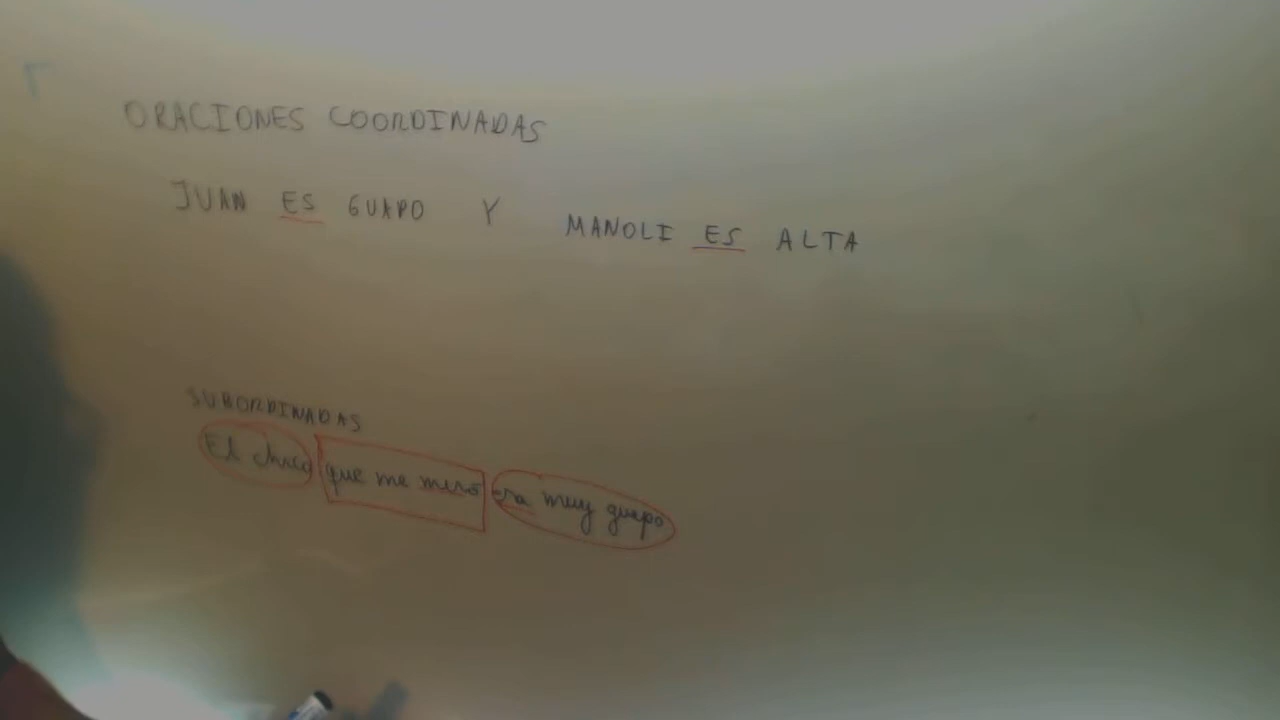 ORACIONES COORDINADAS
JUAN ES GUAPO Y MANOLI ES ALTA
SUBORDINADAS
El chico que me miró era muy guapo